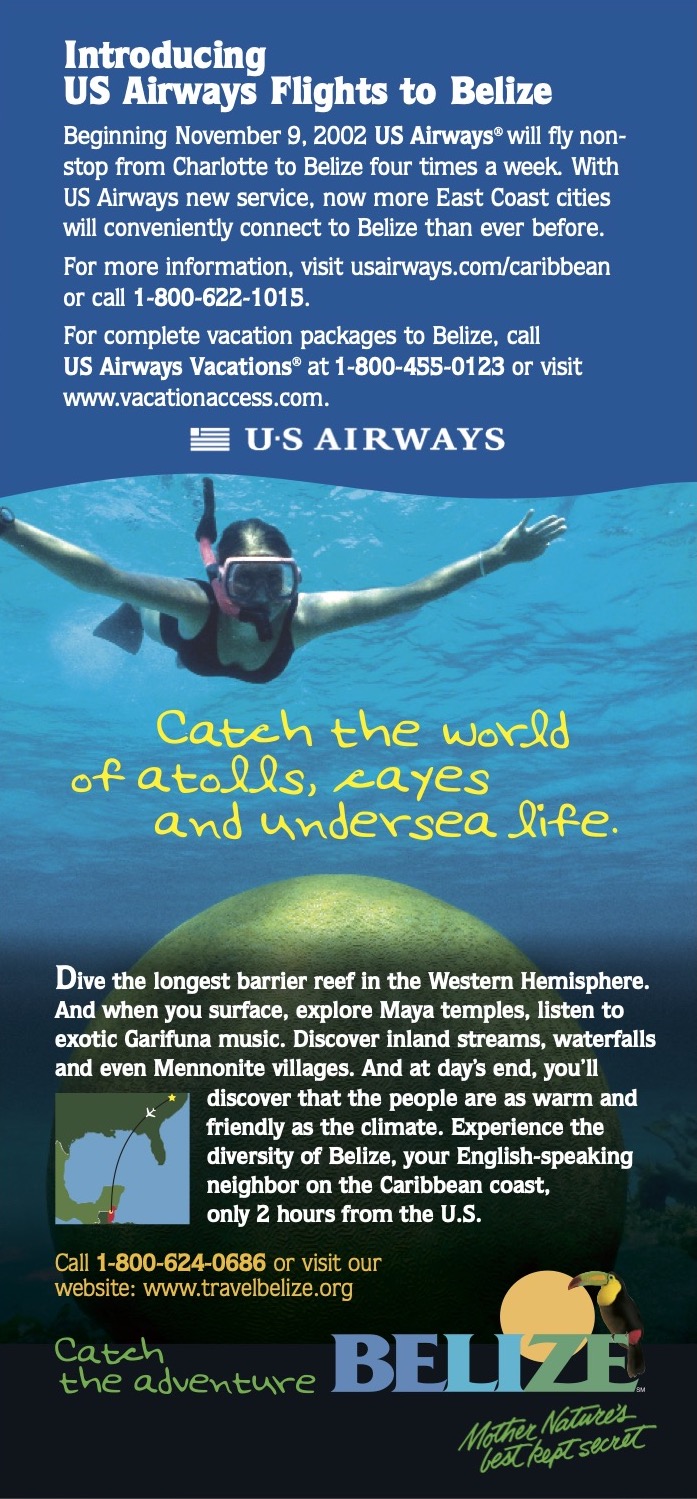 Introducing
US Airways Flights to Belize
Beginning November 9, 2002 US Airways® will fly non-
stop from Charlotte to Belize four times a week. With
US Airways new service, now more East Coast cities
will conveniently connect to Belize than ever before.
For more information, visit usairways.com/caribbean
or call 1-800-622-1015.
For complete vacation packages to Belize, call
US Airways Vacations® at 1-800-455-0123 or visit
www.vacationaccess.com.
U·S AIRWAYS
Catch the world
of atolls, cayes
and undersea life.
Dive the longest barrier reef in the Western Hemisphere.
And when you surface, explore Maya temples, listen to
exotic Garifuna music. Discover inland streams, waterfalls
and even Mennonite villages. And at day's end, you'll
discover that the people are as warm and
friendly as the climate. Experience the
diversity of Belize, your English-speaking
neighbor on the Caribbean coast,
only 2 hours from the U.S.
Call 1-800-624-0686 or visit our
website: www.travelbelize.org
Catch
the adventure
BELIZE SM
Mother Nature's
best kept secret